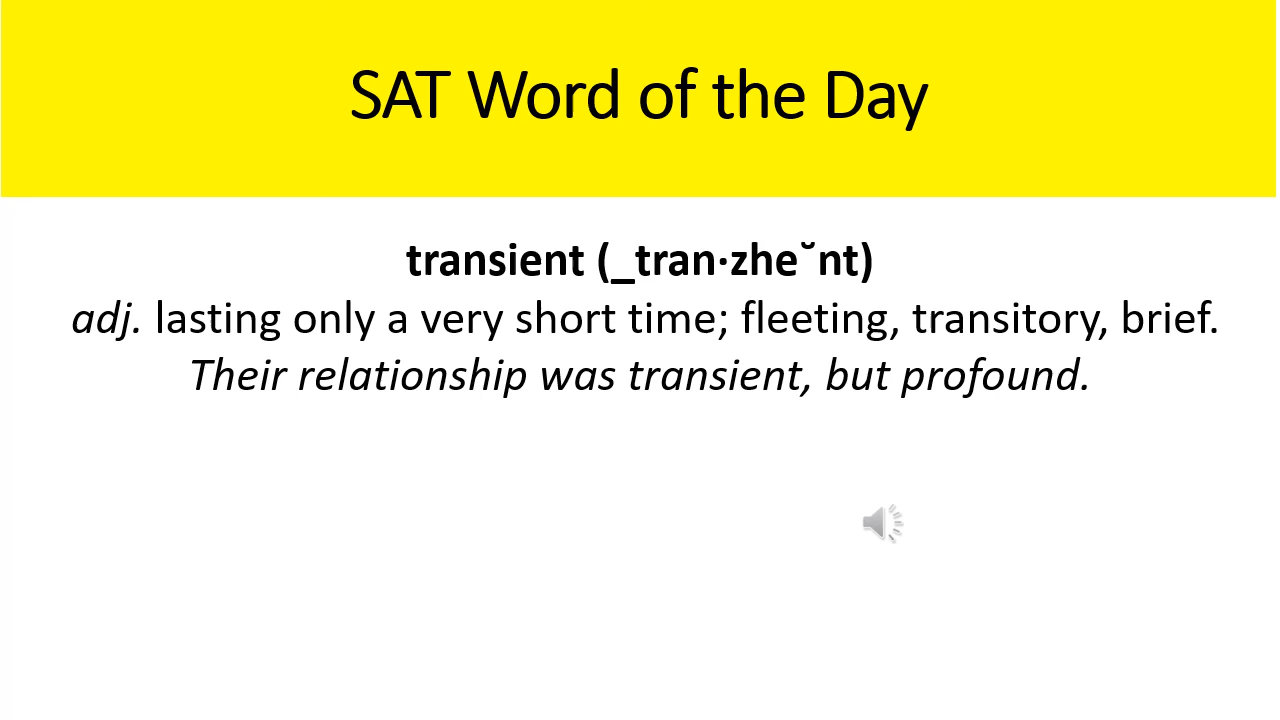 SAT Word of the Day
transient (_tran·zhe˘nt)
adj. lasting only a very short time; fleeting, transitory, brief.
Their relationship was transient, but profound.